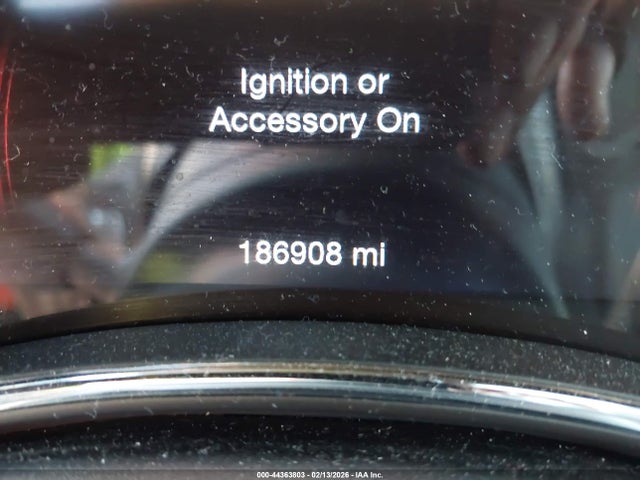 Ignition or
Accessory On
186908 mi
000-44363803 - 02/13/2026 - IAA Inc.